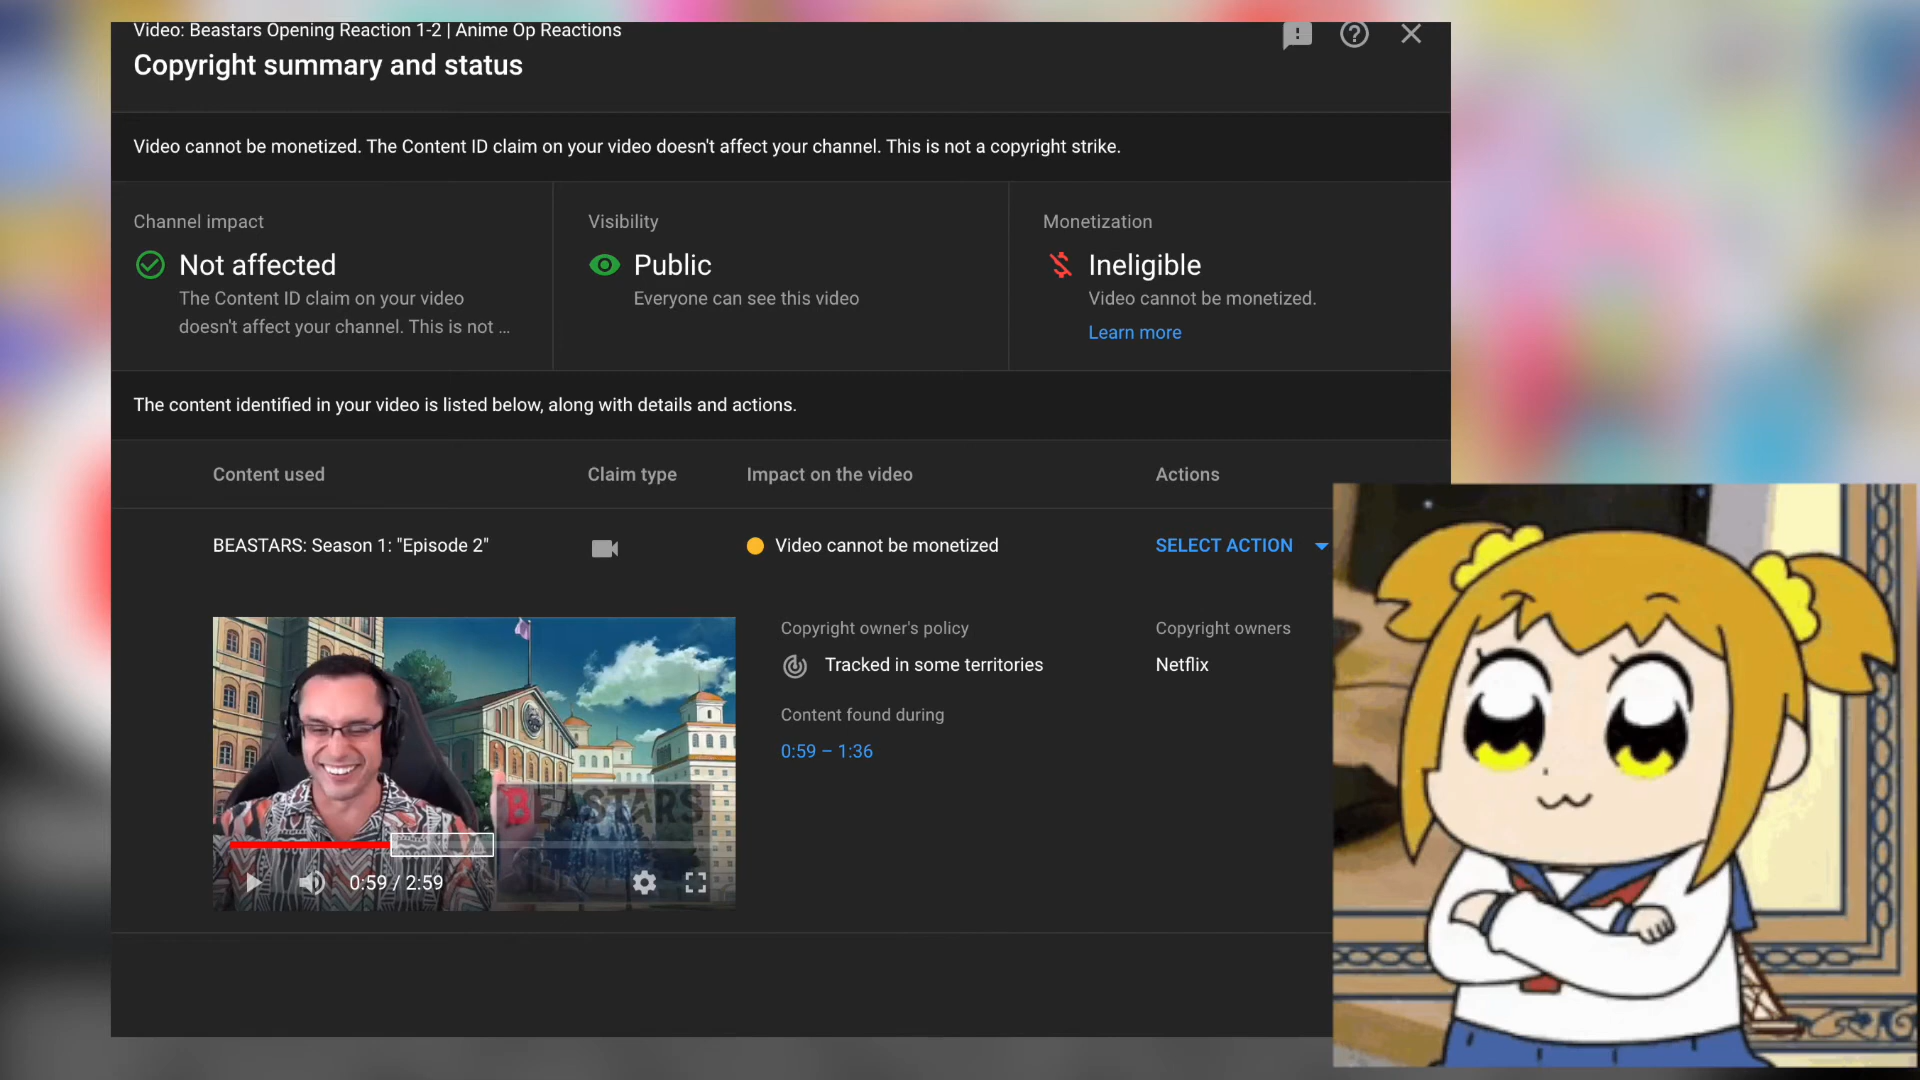 Video: Beastars Opening Reaction 1-2 | Anime Op Reactions
Copyright summary and status
Video cannot be monetized. The Content ID claim on your video doesn't affect your channel. This is not a copyright strike.
Channel impact
Not affected
The Content ID claim on your video
doesn't affect your channel. This is not ...
Visibility
Public
Everyone can see this video
Monetization
Ineligible
Video cannot be monetized.
Learn more
The content identified in your video is listed below, along with details and actions.
Content used
Claim type
Impact on the video
Actions
BEASTARS: Season 1: "Episode 2"
Video cannot be monetized
SELECT ACTION
BEASTARS
0:59 / 2:59
Copyright owner's policy
Tracked in some territories
Content found during
0:59 – 1:36
Copyright owners
Netflix